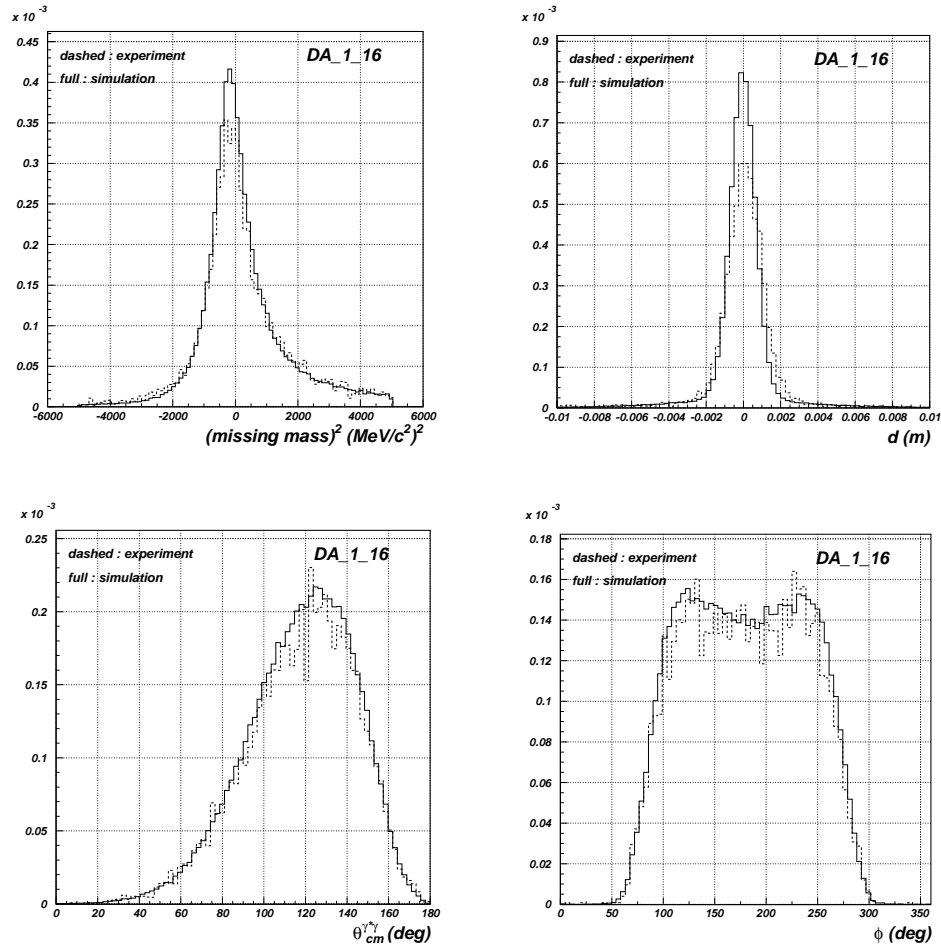 x 10 -3
x 10 -3
dashed : experiment
full : simulation
DA_1_16
0.45
0.4
0.35
0.3
0.25
0.2
0.15
0.1
0.05
0
-6000 -4000 -2000 0 2000 4000 6000
(missing mass)² (MeV/c²)²
dashed : experiment
full : simulation
DA_1_16
0.9
0.8
0.7
0.6
0.5
0.4
0.3
0.2
0.1
0
-0.01 -0.008 -0.006 -0.004 -0.002 0 0.002 0.004 0.006 0.008 0.01
d (m)
x 10 -3
x 10 -3
dashed : experiment
full : simulation
DA_1_16
0.25
0.2
0.15
0.1
0.05
0
0 20 40 60 80 100 120 140 160 180
θcm γ*γ (deg)
dashed : experiment
full : simulation
DA_1_16
0.18
0.16
0.14
0.12
0.1
0.08
0.06
0.04
0.02
0
0 50 100 150 200 250 300 350
ϕ (deg)